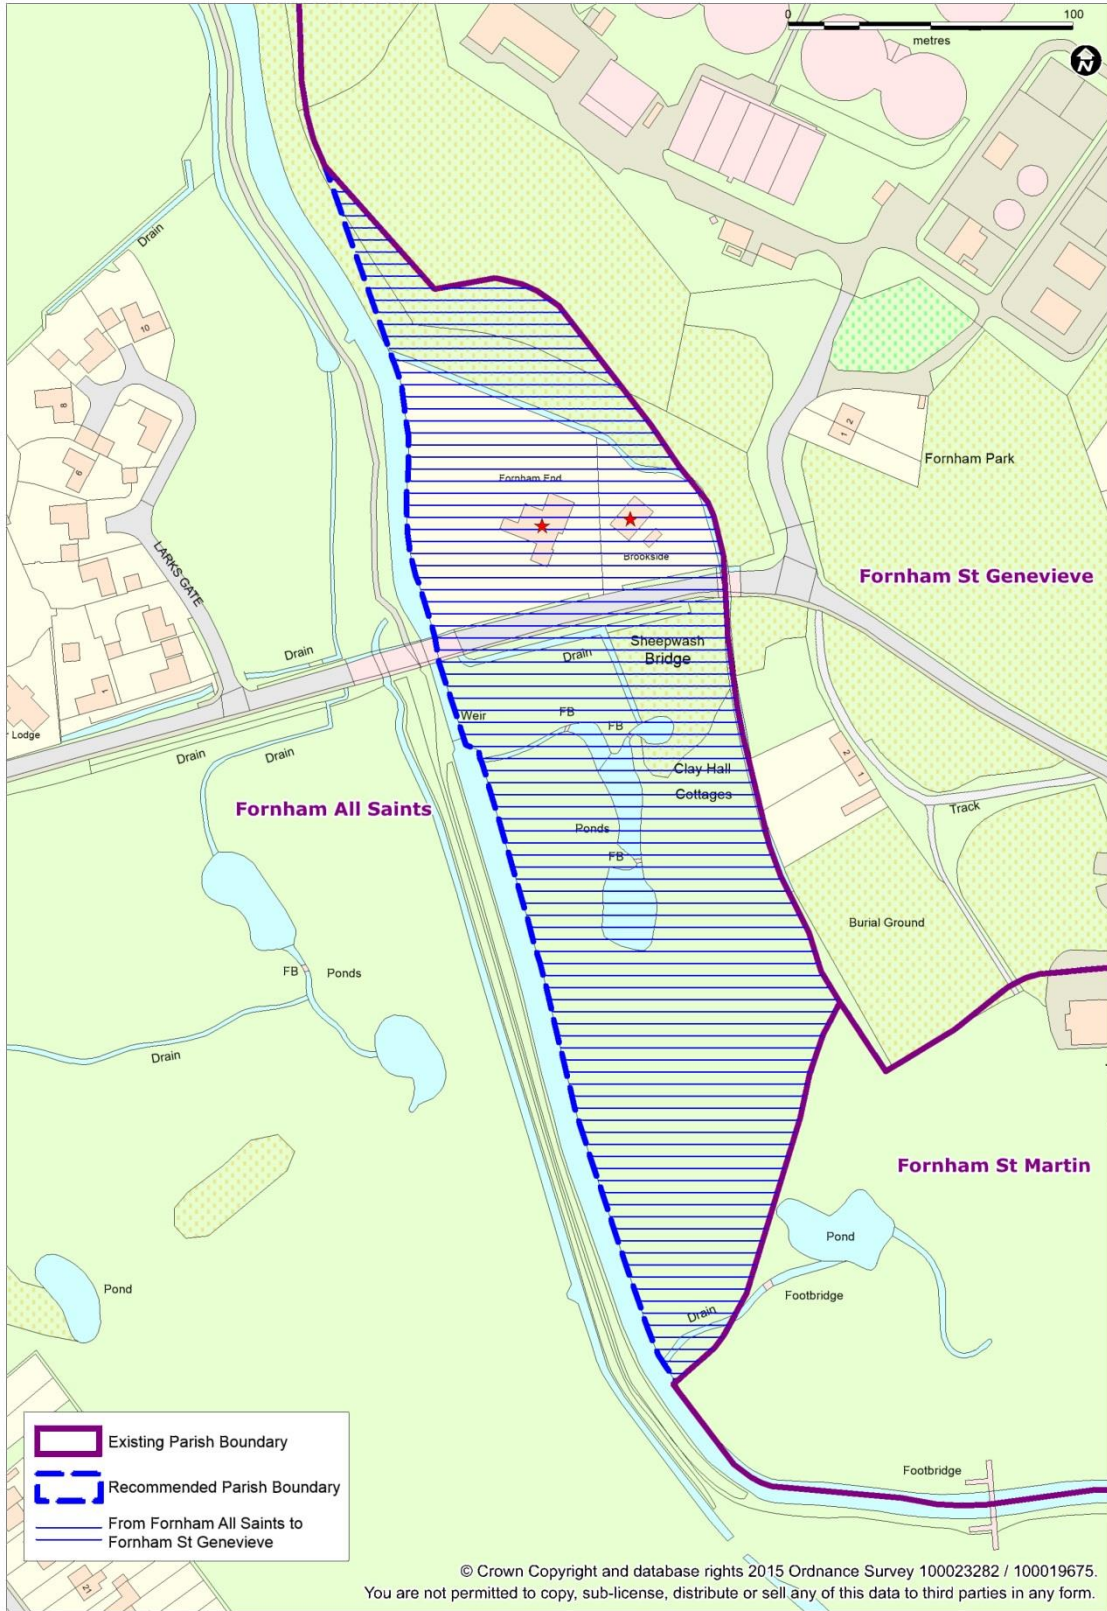 0
100
metres
N
Drain
10
8
6
LARKS GATE
1
r Lodge
Drain
Drain
Drain
Fornham End
Brookside
Sheepwash
Bridge
Drain
Weir
FB
FB
Clay Hall
Cottages
Ponds
FB
1
2
Fornham Park
Fornham St Genevieve
2
1
Track
Burial Ground
Fornham All Saints
FB
Ponds
Drain
Fornham St Martin
Pond
Footbridge
Drain
Pond
Footbridge
21
Existing Parish Boundary
Recommended Parish Boundary
From Fornham All Saints to
Fornham St Genevieve
© Crown Copyright and database rights 2015 Ordnance Survey 100023282 / 100019675.
You are not permitted to copy, sub-license, distribute or sell any of this data to third parties in any form.